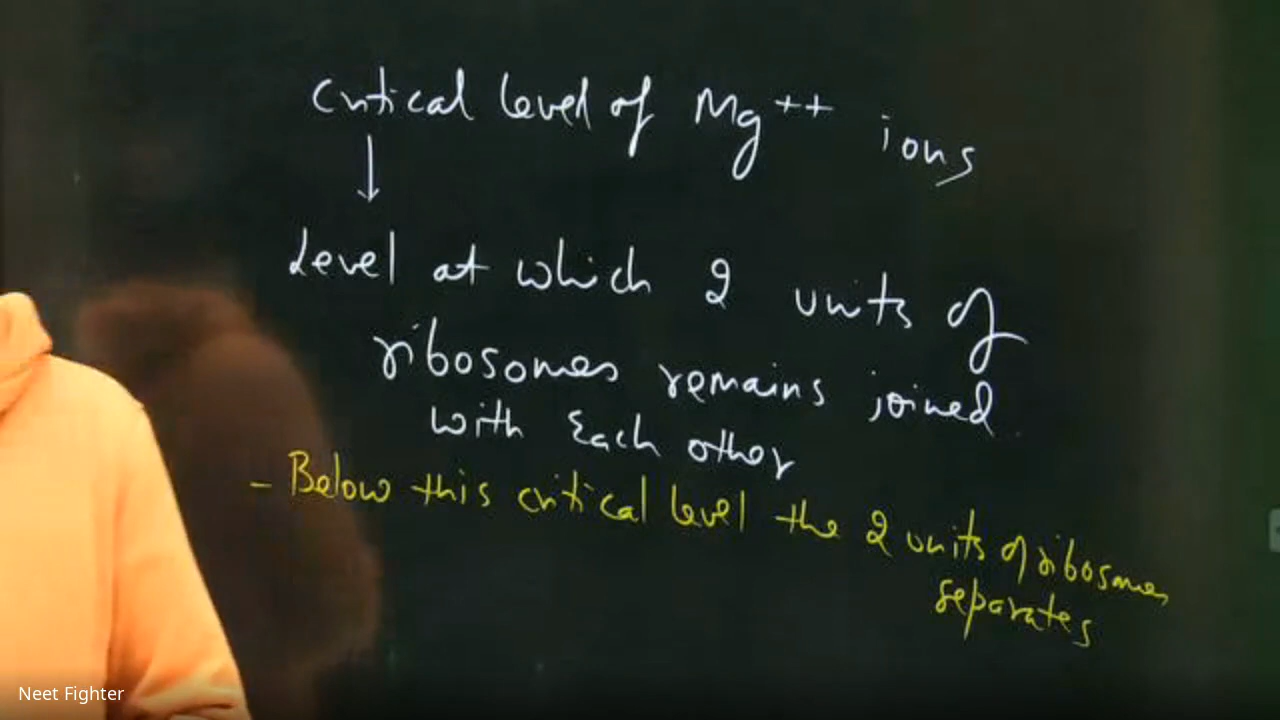 Critical level of Mg++ ions
↓
Level at which 2 units of
ribosomes remains joined
with Each other
- Below this critical level the 2 units of ribosomes
separates
Neet Fighter